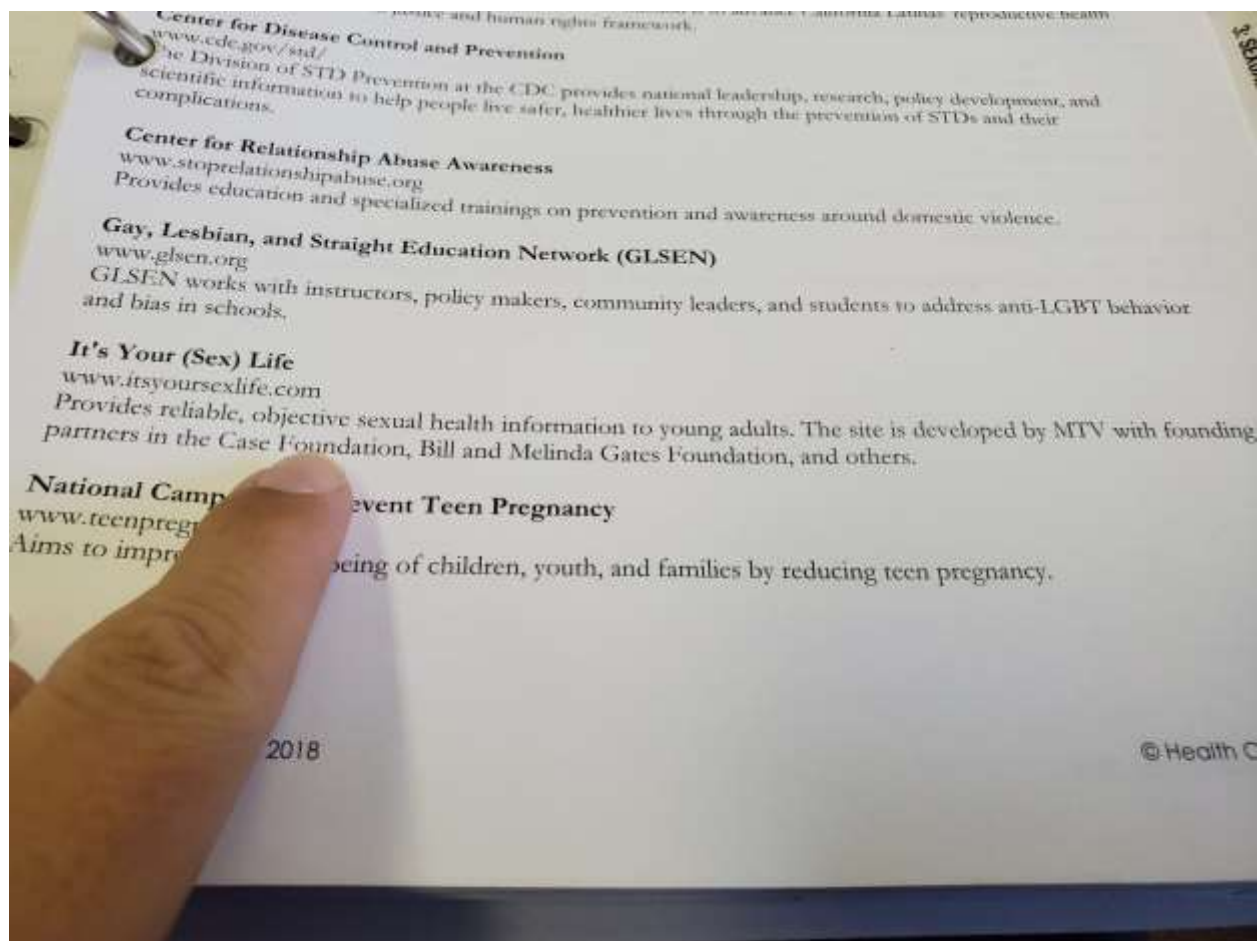 and human rights framework.
Center for Disease Control and Prevention
www.cdc.gov/std/
he Division of STD Prevention at the CDC provides national leadership, research, policy development, and
scientific information to help people live safer, healthier lives through the prevention of STDs and their
complications.
Center for Relationship Abuse Awareness
www.stoprelationshipabuse.org
Provides education and specialized trainings on prevention and awareness around domestic violence.
Gay, Lesbian, and Straight Education Network (GLSEN)
www.glsen.org
GLSEN works with instructors, policy makers, community leaders, and students to address anti-LGBT behavior
and bias in schools.
It's Your (Sex) Life
www.itsyoursexlife.com
Provides reliable, objective sexual health information to young adults. The site is developed by MTV with founding
partners in the Case Foundation, Bill and Melinda Gates Foundation, and others.
National Camp event Teen Pregnancy
www.teenpreg
Aims to impr being of children, youth, and families by reducing teen pregnancy.
2018
© Health C